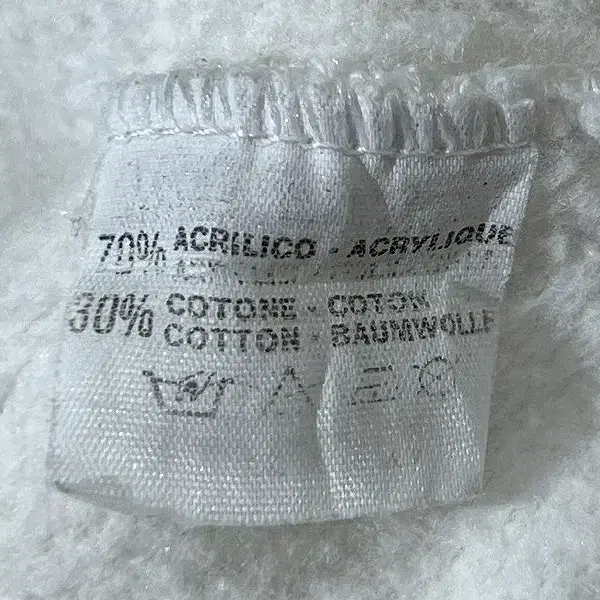 70% ACRILICO - ACRYLIQUE
30% COTONE - COTON
COTTON - BAUMWOLLE